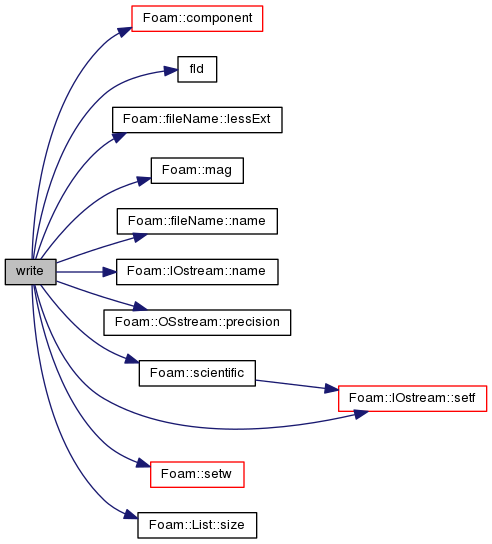 Foam::component
fld
Foam::fileName::lessExt
Foam::mag
Foam::fileName::name
write
Foam::IOstream::name
Foam::OSstream::precision
Foam::scientific
Foam::IOstream::setf
Foam::setw
Foam::List::size